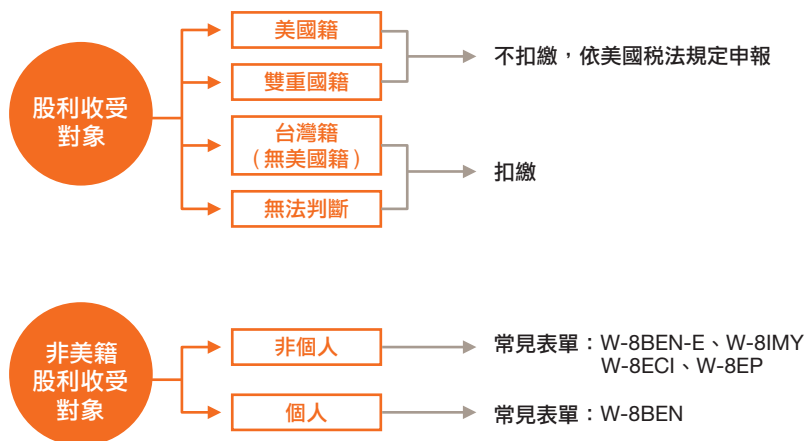 股利收受
對象
美國籍
雙重國籍
不扣繳，依美國稅法規定申報
台灣籍
（無美國籍）
無法判斷
扣繳
非美籍
股利收受
對象
非個人
常見表單：W-8BEN-E、W-8IMY
W-8ECI、W-8EP
個人
常見表單：W-8BEN